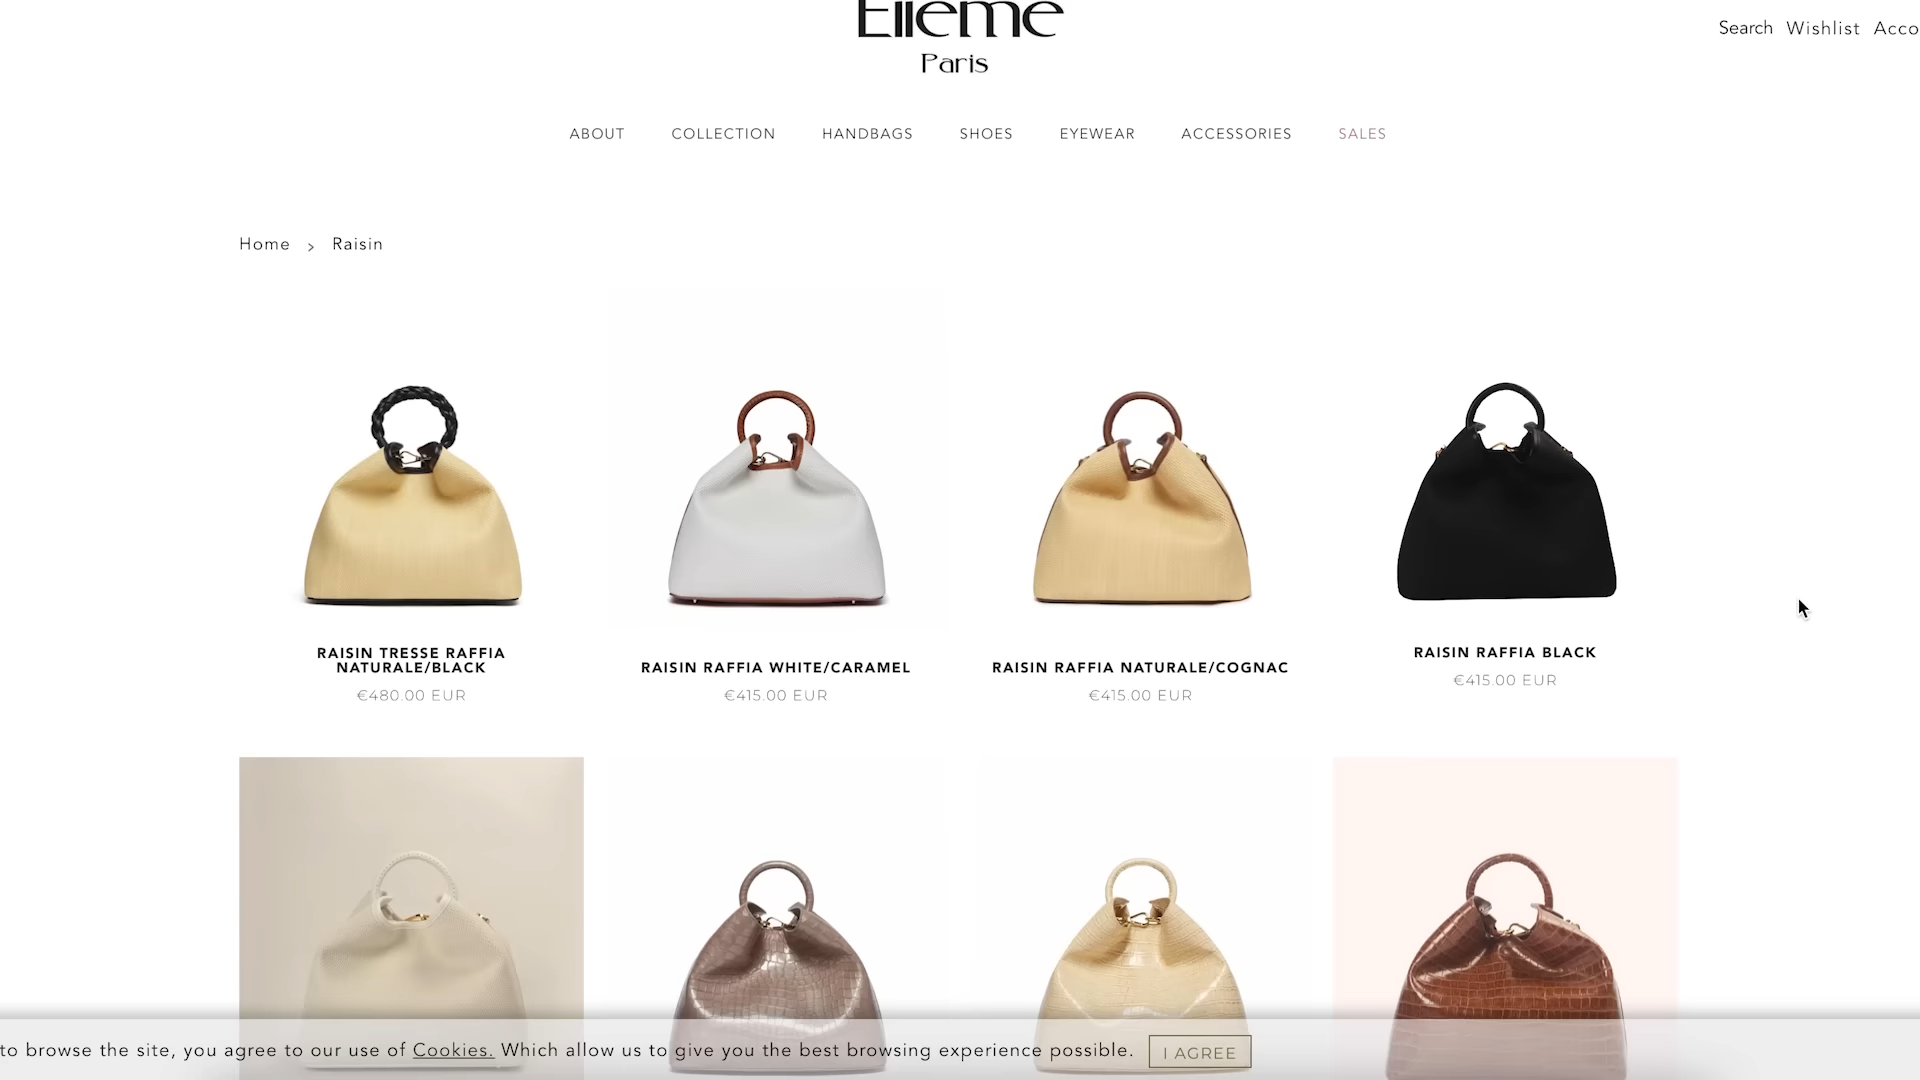 Elleme
Paris
Search Wishlist Acco
ABOUT COLLECTION HANDBAGS SHOES EYEWEAR ACCESSORIES SALES
Home > Raisin
RAISIN TRESSE RAFFIA
NATURALE/BLACK
€480.00 EUR
RAISIN RAFFIA WHITE/CARAMEL
€415.00 EUR
RAISIN RAFFIA NATURALE/COGNAC
€415.00 EUR
RAISIN RAFFIA BLACK
€415.00 EUR
to browse the site, you agree to our use of Cookies. Which allow us to give you the best browsing experience possible. I AGREE